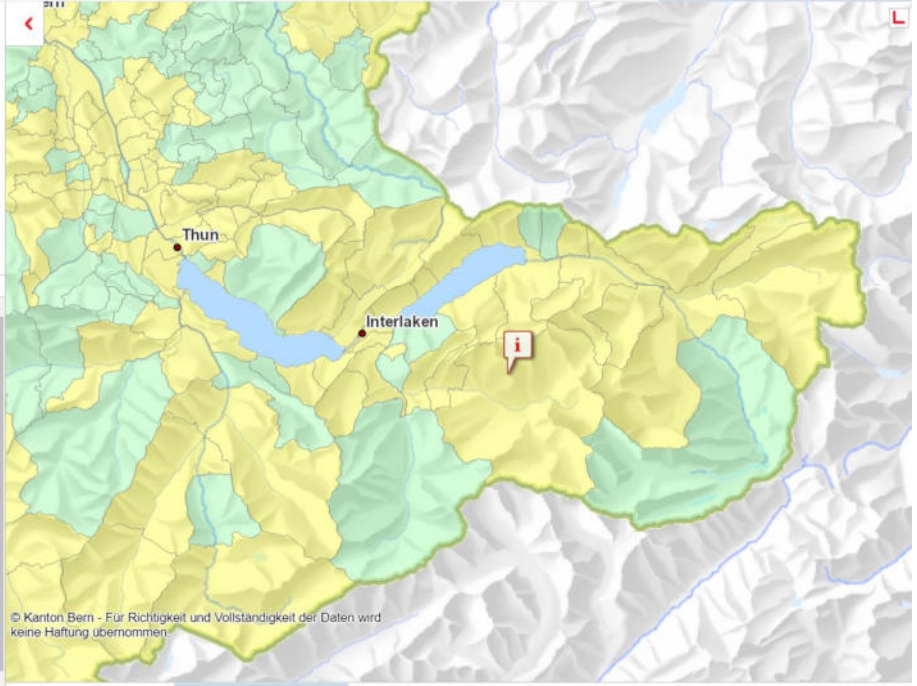 Thun
Interlaken
i
© Kanton Bern - Für Richtigkeit und Vollständigkeit der Daten wird
keine Haftung übernommen.